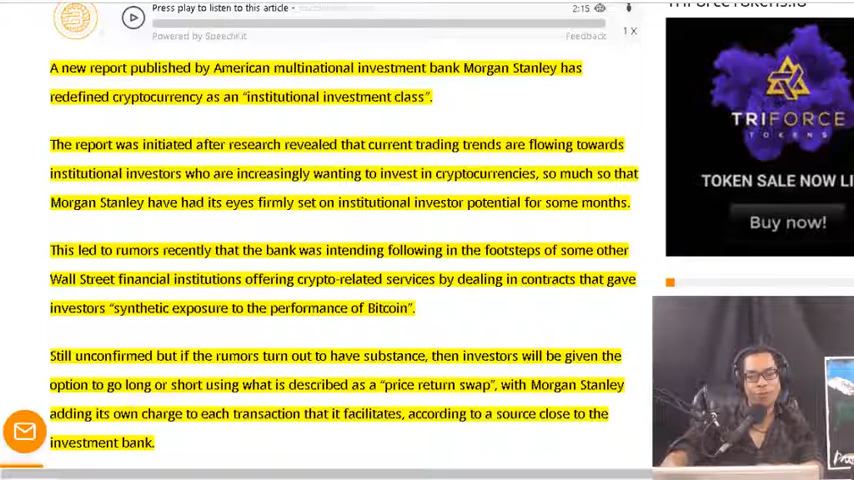 Press play to listen to this article -
2:15
TriForceTokens.io
Powered by SpeechKit
Feedback
1 X
A new report published by American multinational investment bank Morgan Stanley has
redefined cryptocurrency as an “institutional investment class”.
The report was initiated after research revealed that current trading trends are flowing towards
institutional investors who are increasingly wanting to invest in cryptocurrencies, so much so that
Morgan Stanley have had its eyes firmly set on institutional investor potential for some months.
This led to rumors recently that the bank was intending following in the footsteps of some other
Wall Street financial institutions offering crypto-related services by dealing in contracts that gave
investors “synthetic exposure to the performance of Bitcoin”.
Still unconfirmed but if the rumors turn out to have substance, then investors will be given the
option to go long or short using what is described as a “price return swap”, with Morgan Stanley
adding its own charge to each transaction that it facilitates, according to a source close to the
investment bank.
TRIFORCE
TOKENS
TOKEN SALE NOW LI
Buy now!